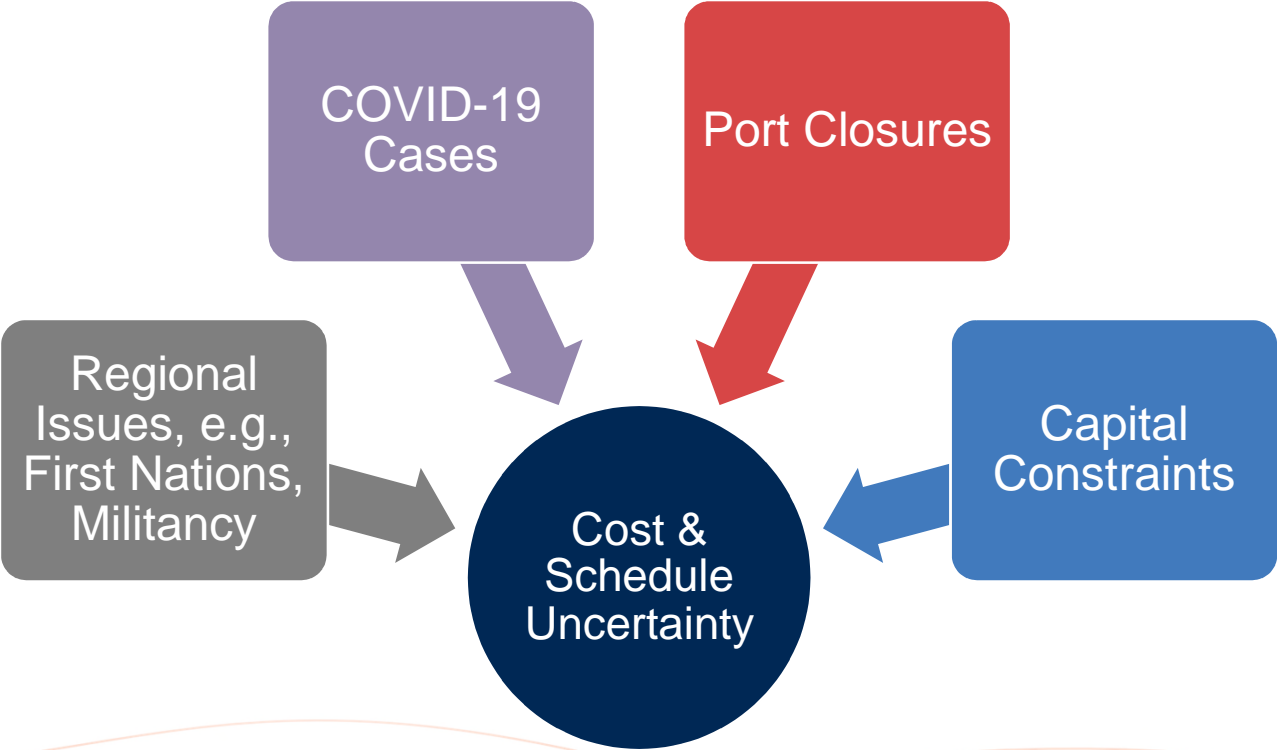 COVID-19
Cases
Port Closures
Regional
Issues, e.g.,
First Nations,
Militancy
Capital
Constraints
Cost &
Schedule
Uncertainty